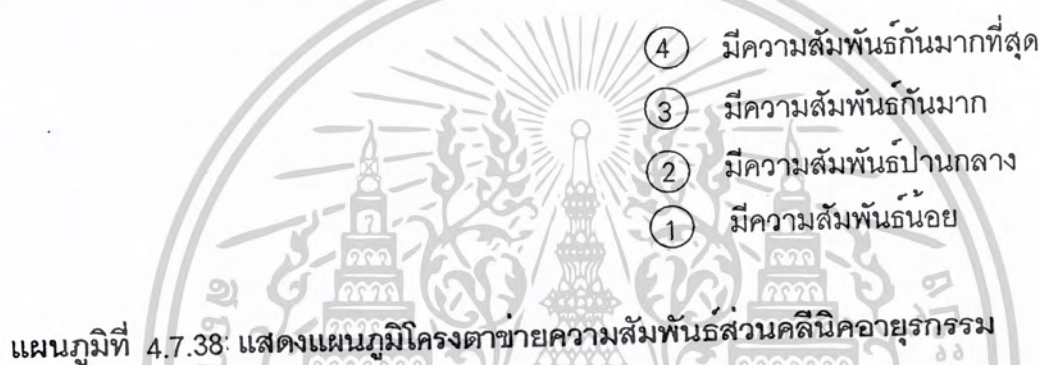 4 มีความสัมพันธ์กันมากที่สุด
3 มีความสัมพันธ์กันมาก
2 มีความสัมพันธ์ปานกลาง
1 มีความสัมพันธ์น้อย
แผนภูมิที่ 4.7.38: แสดงแผนภูมิโครงตาข่ายความสัมพันธ์ส่วนคลีนิคอายุรกรรม